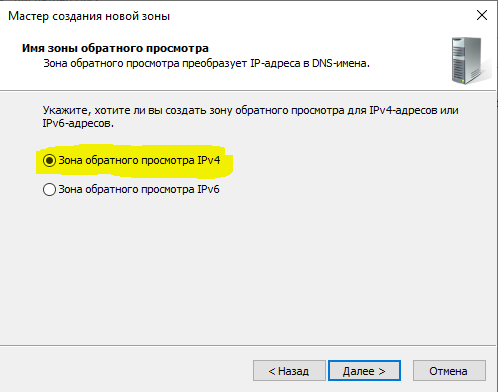 Мастер создания новой зоны
Имя зоны обратного просмотра
Зона обратного просмотра преобразует IP-адреса в DNS-имена.
Укажите, хотите ли вы создать зону обратного просмотра для IPv4-адресов или
IPv6-адресов.
Зона обратного просмотра IPv4
Зона обратного просмотра IPv6
< Назад
Далее >
Отмена